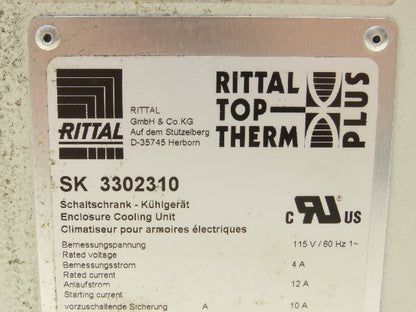 RITTAL
RITTAL
GmbH & Co.KG
Auf dem Stützelberg
D-35745 Herborn
RITTAL
TOP
THERM
PLUS
SK 3302310
Schaltschrank - Kühlgerät
Enclosure Cooling Unit
Climatiseur pour armoires électriques
C RU US
Bemessungsspannung 115 V / 60 Hz 1~
Rated voltage
Bemessungsstrom 4 A
Rated current
Anlaufstrom 12 A
Starting current
vorzuschaltende Sicherung A 10 A